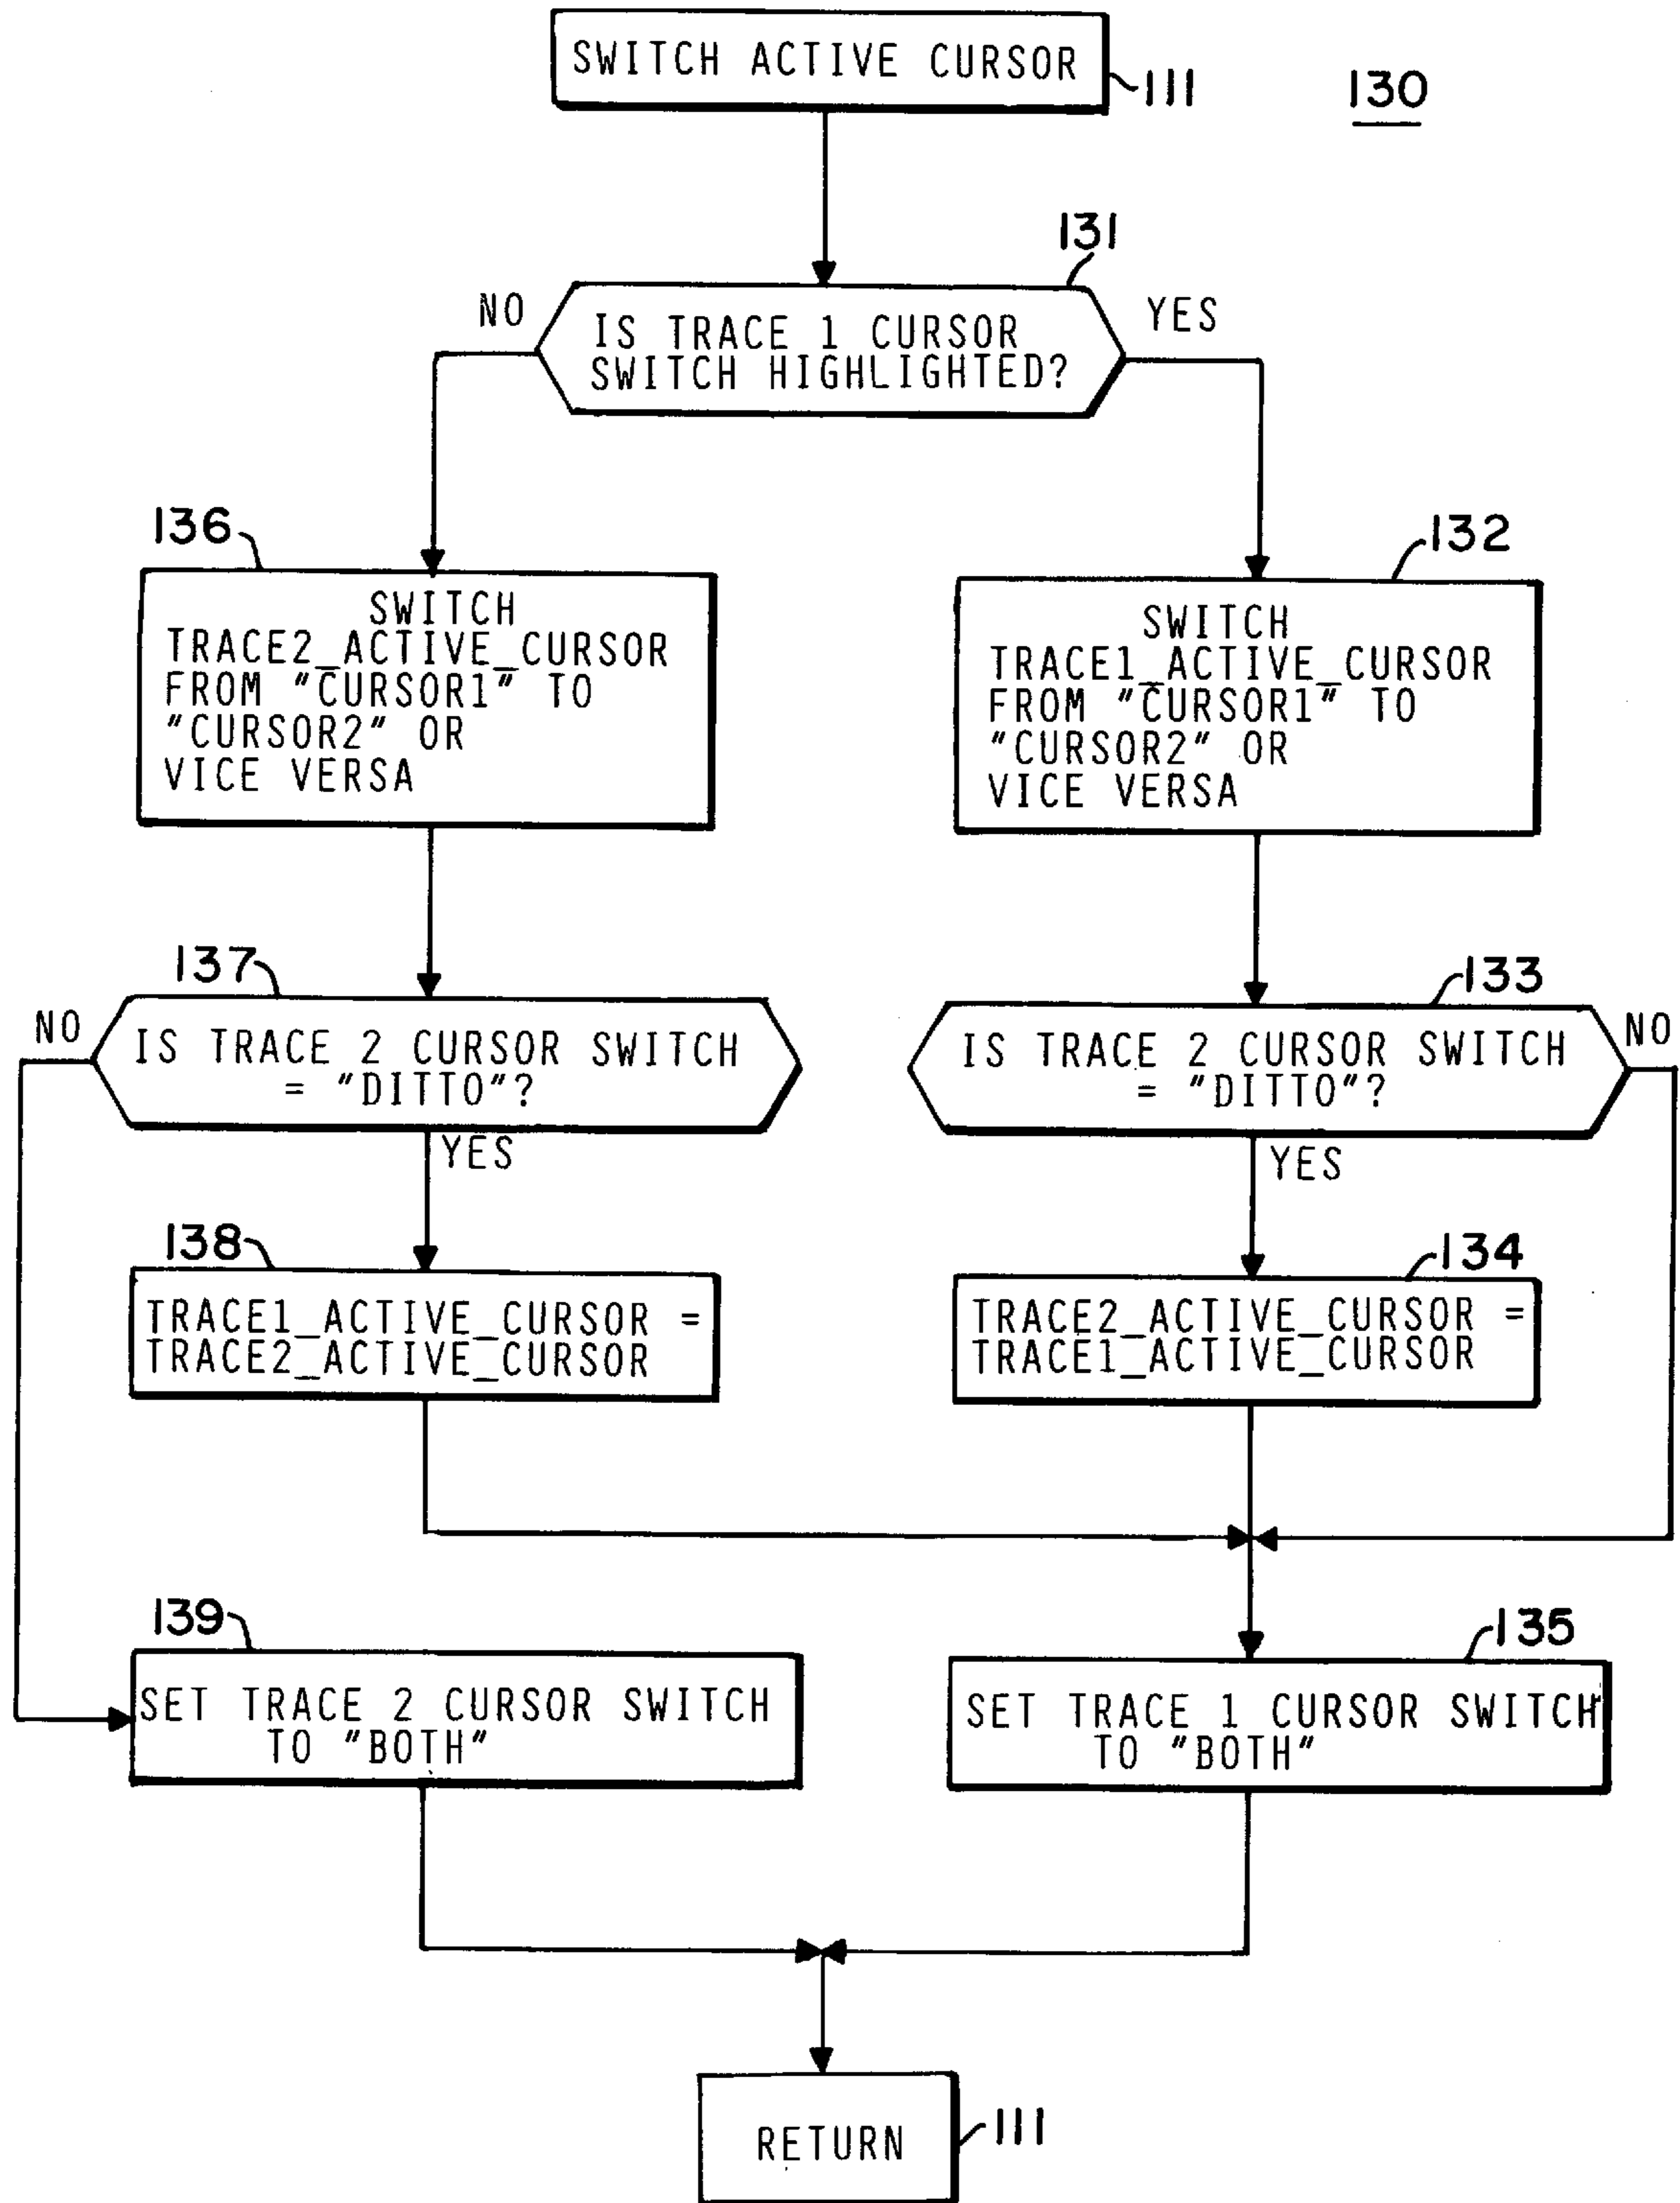 SWITCH ACTIVE CURSOR
111
130
131
NO
YES
IS TRACE 1 CURSOR
SWITCH HIGHLIGHTED?
136
SWITCH
TRACE2_ACTIVE_CURSOR
FROM "CURSOR1" TO
"CURSOR2" OR
VICE VERSA
132
SWITCH
TRACE1_ACTIVE_CURSOR
FROM "CURSOR1" TO
"CURSOR2" OR
VICE VERSA
137
NO
IS TRACE 2 CURSOR SWITCH
= "DITTO"?
YES
133
NO
IS TRACE 2 CURSOR SWITCH
= "DITTO"?
YES
138
TRACE1_ACTIVE_CURSOR =
TRACE2_ACTIVE_CURSOR
134
TRACE2_ACTIVE_CURSOR =
TRACE1_ACTIVE_CURSOR
139
SET TRACE 2 CURSOR SWITCH
TO "BOTH"
135
SET TRACE 1 CURSOR SWITCH
TO "BOTH"
RETURN
111